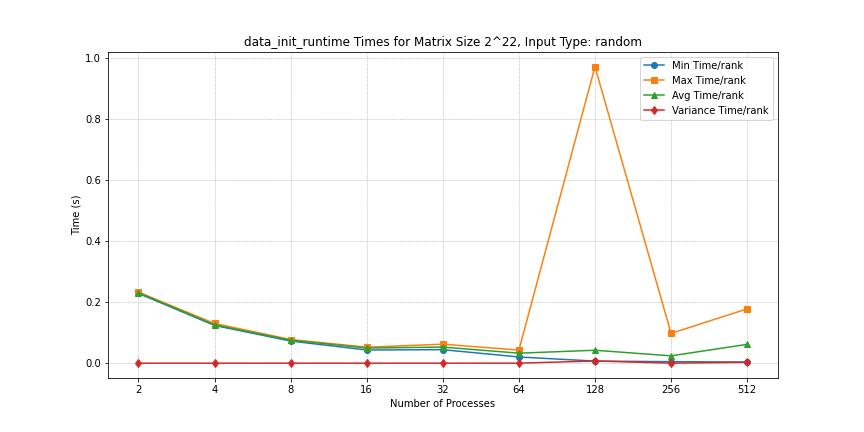 data_init_runtime Times for Matrix Size 2^22, Input Type: random
Min Time/rank
Max Time/rank
Avg Time/rank
Variance Time/rank
Time (s)
1.0
0.8
0.6
0.4
0.2
0.0
2 4 8 16 32 64 128 256 512
Number of Processes